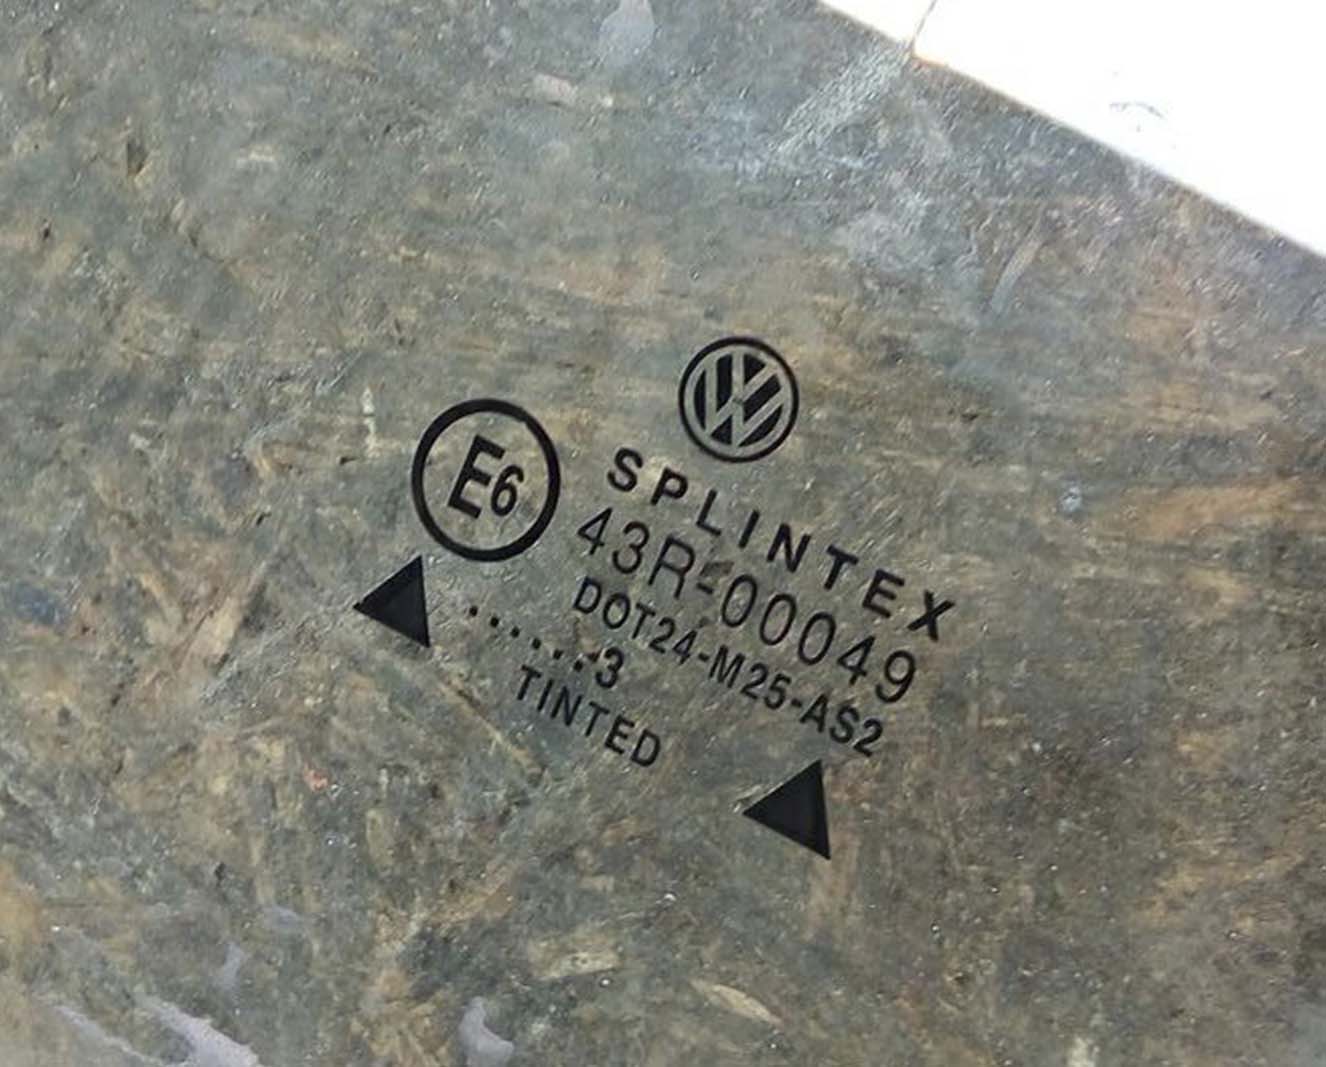 E6
SPLINTEX
43R-00049
DOT24-M25-AS2
......3
TINTED